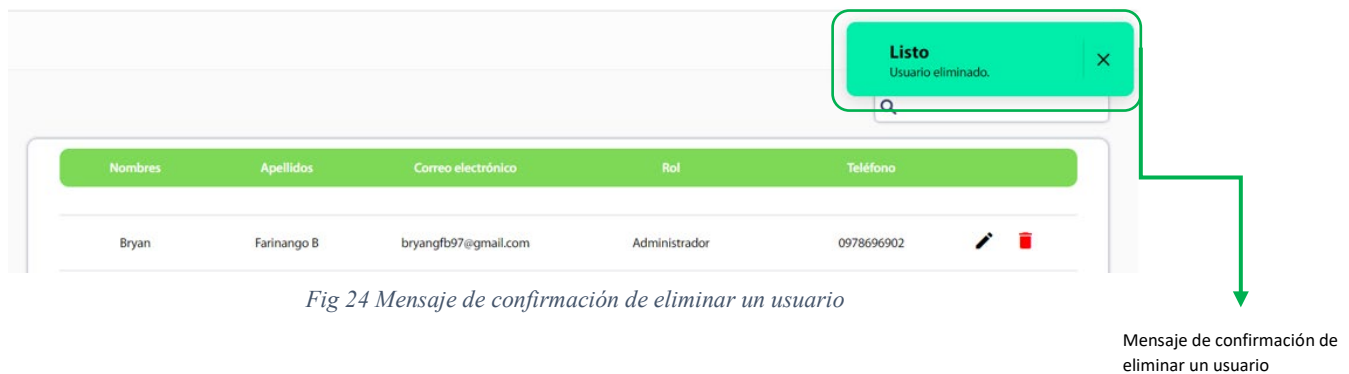 Listo
Usuario eliminado.
Nombres Apellidos Correo electrónico Rol Teléfono
Bryan Farinango B bryangfb97@gmail.com Administrador 0978696902
Fig 24 Mensaje de confirmación de eliminar un usuario
Mensaje de confirmación de
eliminar un usuario